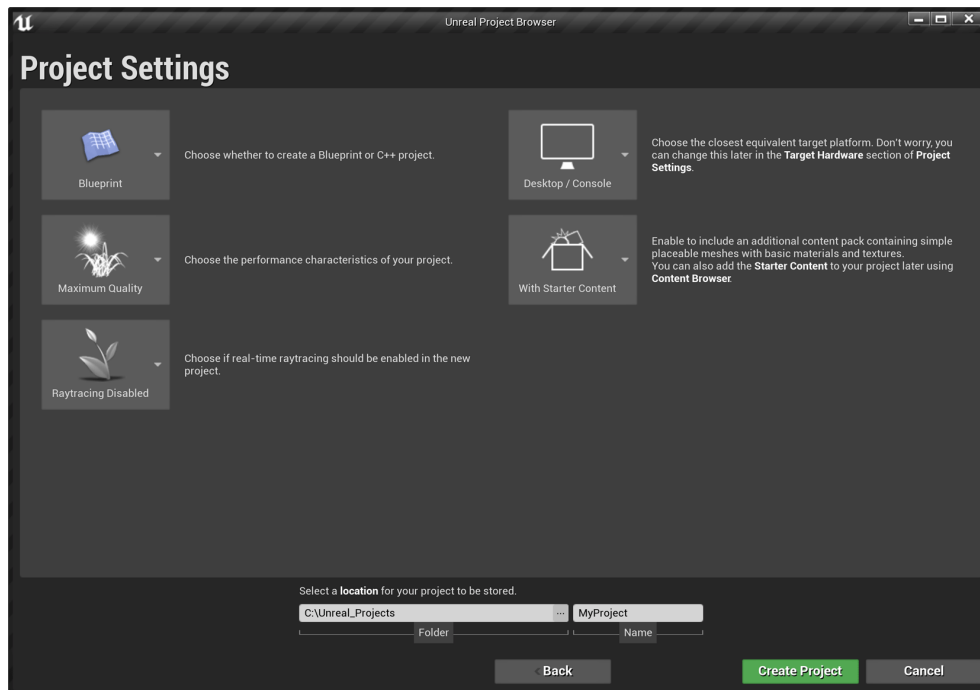 Unreal Project Browser
Project Settings
Blueprint
Choose whether to create a Blueprint or C++ project.
Desktop / Console
Choose the closest equivalent target platform. Don't worry, you
can change this later in the Target Hardware section of Project
Settings.
Maximum Quality
Choose the performance characteristics of your project.
With Starter Content
Enable to include an additional content pack containing simple
placeable meshes with basic materials and textures.
You can also add the Starter Content to your project later using
Content Browser.
Raytracing Disabled
Choose if real-time raytracing should be enabled in the new
project.
Select a location for your project to be stored.
C:\Unreal_Projects
...
MyProject
Folder
Name
Back
Create Project
Cancel